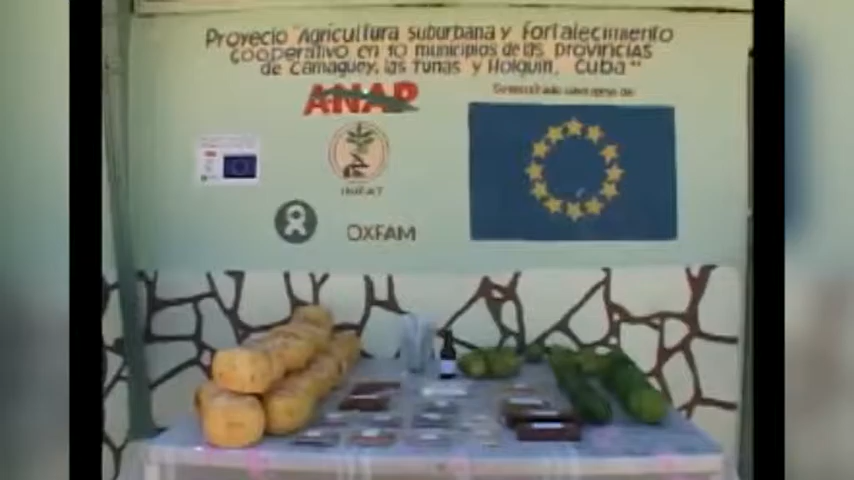 Proyecto "Agricultura suburbana y Fortalecimiento
cooperativo en 10 municipios de las Provincias
de Camagüey, las Tunas y Holguín, Cuba"
ANAP
INIFAT
OXFAM